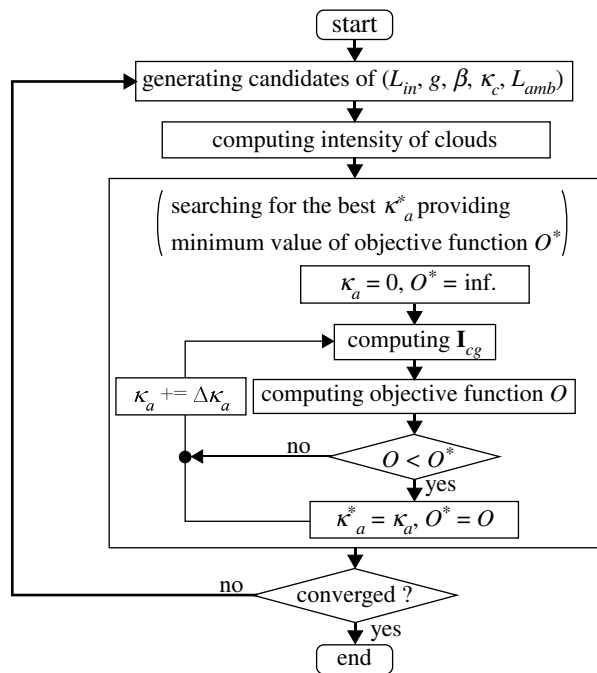 start
generating candidates of (L_in, g, β, κ_c, L_amb)
computing intensity of clouds
searching for the best κ*_a providing
minimum value of objective function O*
κ_a = 0, O* = inf.
computing I_cg
κ_a += Δκ_a
computing objective function O
no
O < O*
yes
κ*_a = κ_a, O* = O
no
converged ?
yes
end